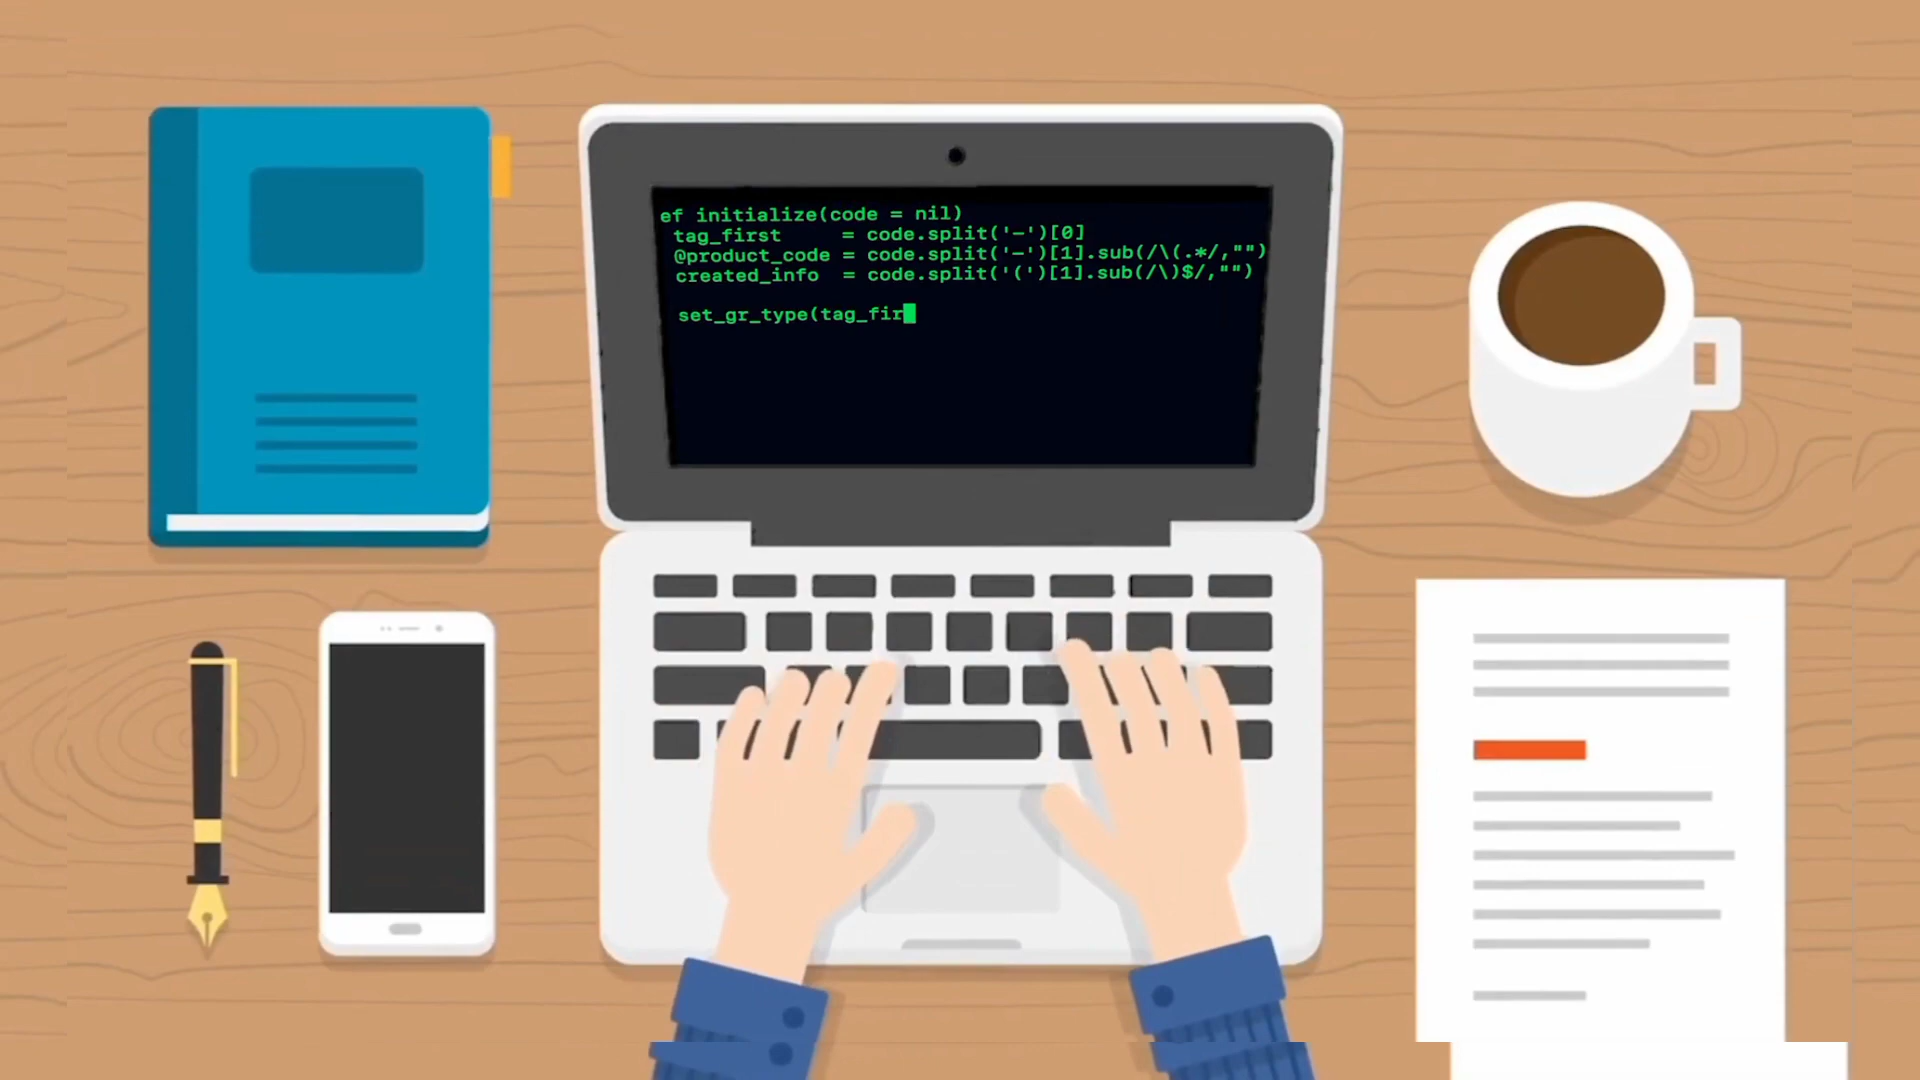 ef initialize(code = nil)
tag_first = code.split('-')[0]
@product_code = code.split('-')[1].sub(/\(.*/,"")
created_info = code.split('(')[1].sub(/\)$/,"")
set_gr_type(tag_fir